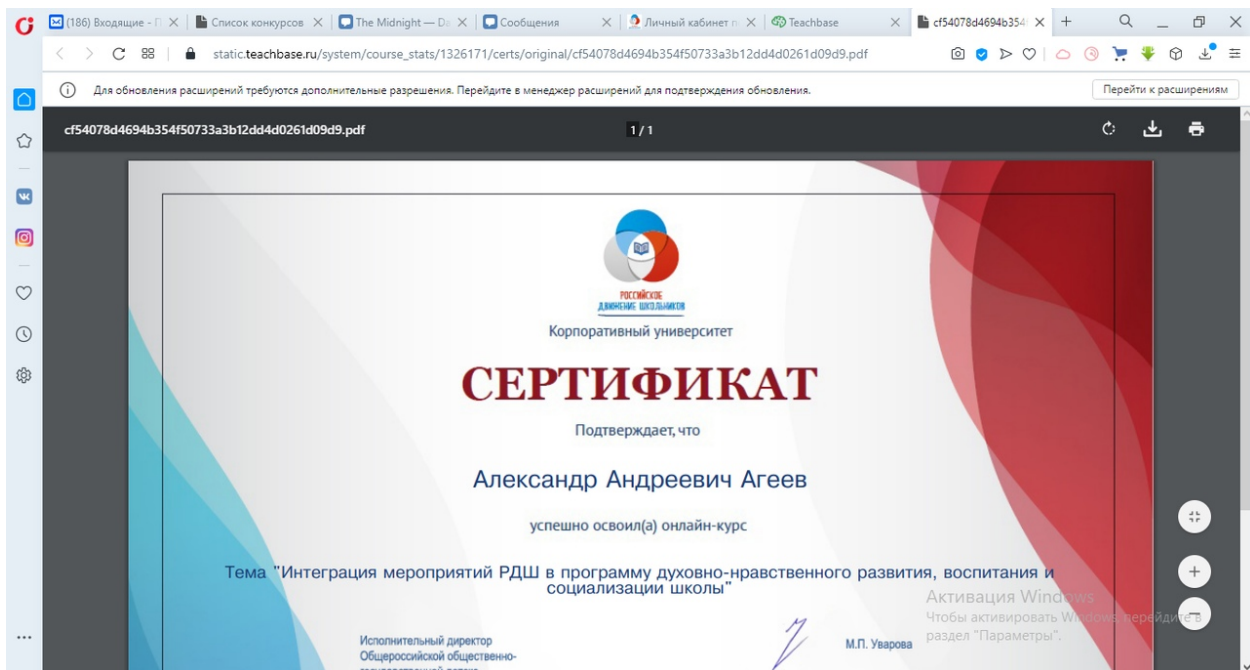 (186) Входящие - П
Список конкурсов
The Midnight — Da
Сообщения
Личный кабинет п
Teachbase
cf54078d4694b354f
static.teachbase.ru/system/course_stats/1326171/certs/original/cf54078d4694b354f50733a3b12dd4d0261d09d9.pdf
Для обновления расширений требуются дополнительные разрешения. Перейдите в менеджер расширений для подтверждения обновления.
Перейти к расширениям
cf54078d4694b354f50733a3b12dd4d0261d09d9.pdf
1 / 1
РОССИЙСКОЕ
ДВИЖЕНИЕ ШКОЛЬНИКОВ
Корпоративный университет
СЕРТИФИКАТ
Подтверждает, что
Александр Андреевич Агеев
успешно освоил(а) онлайн-курс
Тема "Интеграция мероприятий РДШ в программу духовно-нравственного развития, воспитания и
социализации школы"
Активация Windows
Чтобы активировать Windows, перейдите в
раздел "Параметры".
Исполнительный директор
Общероссийской общественно-
государственной детско-
М.П. Уварова